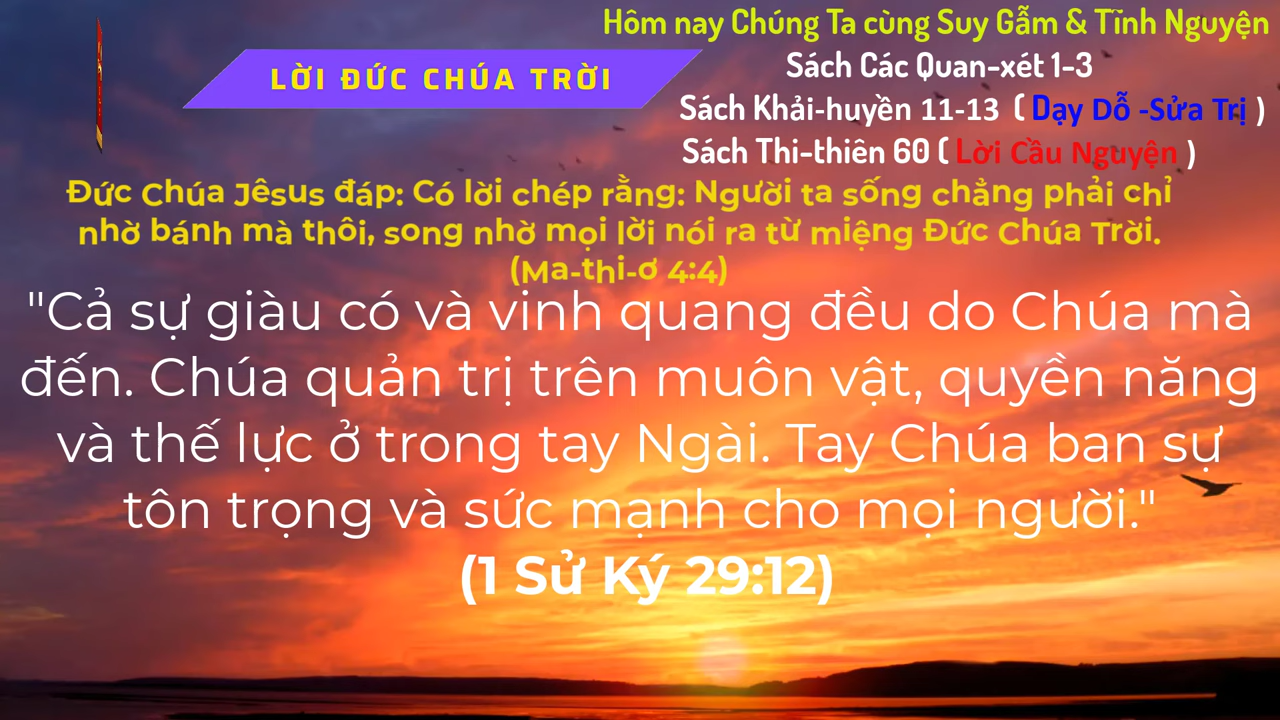 Hôm nay Chúng Ta cùng Suy Gẫm & Tĩnh Nguyện
LỜI ĐỨC CHÚA TRỜI
Sách Các Quan-xét 1-3
Sách Khải-huyền 11-13 ( Dạy Dỗ -Sửa Trị )
Sách Thi-thiên 60 ( Lời Cầu Nguyện )
Đức Chúa Jêsus đáp: Có lời chép rằng: Người ta sống chẳng phải chỉ
nhờ bánh mà thôi, song nhờ mọi lời nói ra từ miệng Đức Chúa Trời.
(Ma-thi-ơ 4:4)
"Cả sự giàu có và vinh quang đều do Chúa mà
đến. Chúa quản trị trên muôn vật, quyền năng
và thế lực ở trong tay Ngài. Tay Chúa ban sự
tôn trọng và sức mạnh cho mọi người."
(1 Sử Ký 29:12)